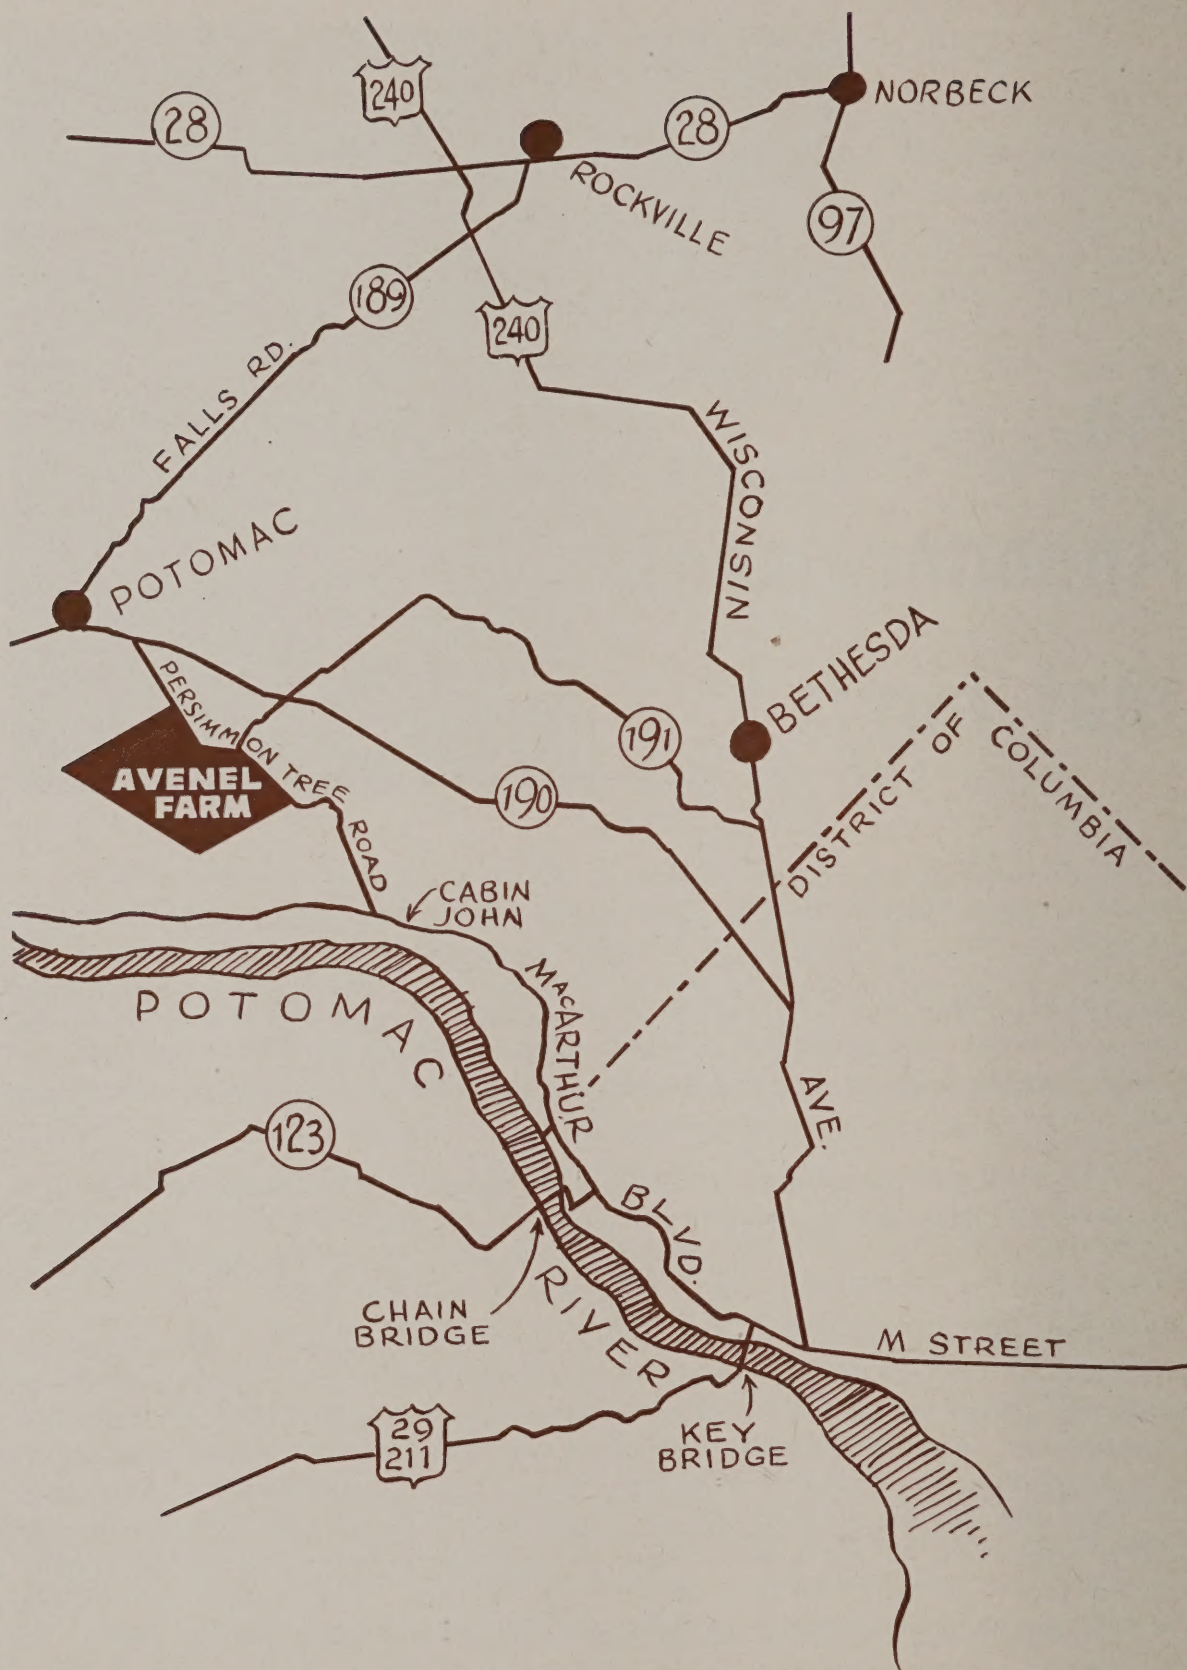 240
28
28
NORBECK
ROCKVILLE
97
189
240
FALLS RD.
WISCONSIN
POTOMAC
BETHESDA
PERSIMMON TREE ROAD
191
DISTRICT OF COLUMBIA
AVENEL
FARM
190
CABIN
JOHN
POTOMAC
MACARTHUR
AVE.
123
BLVD.
CHAIN
BRIDGE
RIVER
M STREET
29
211
KEY
BRIDGE